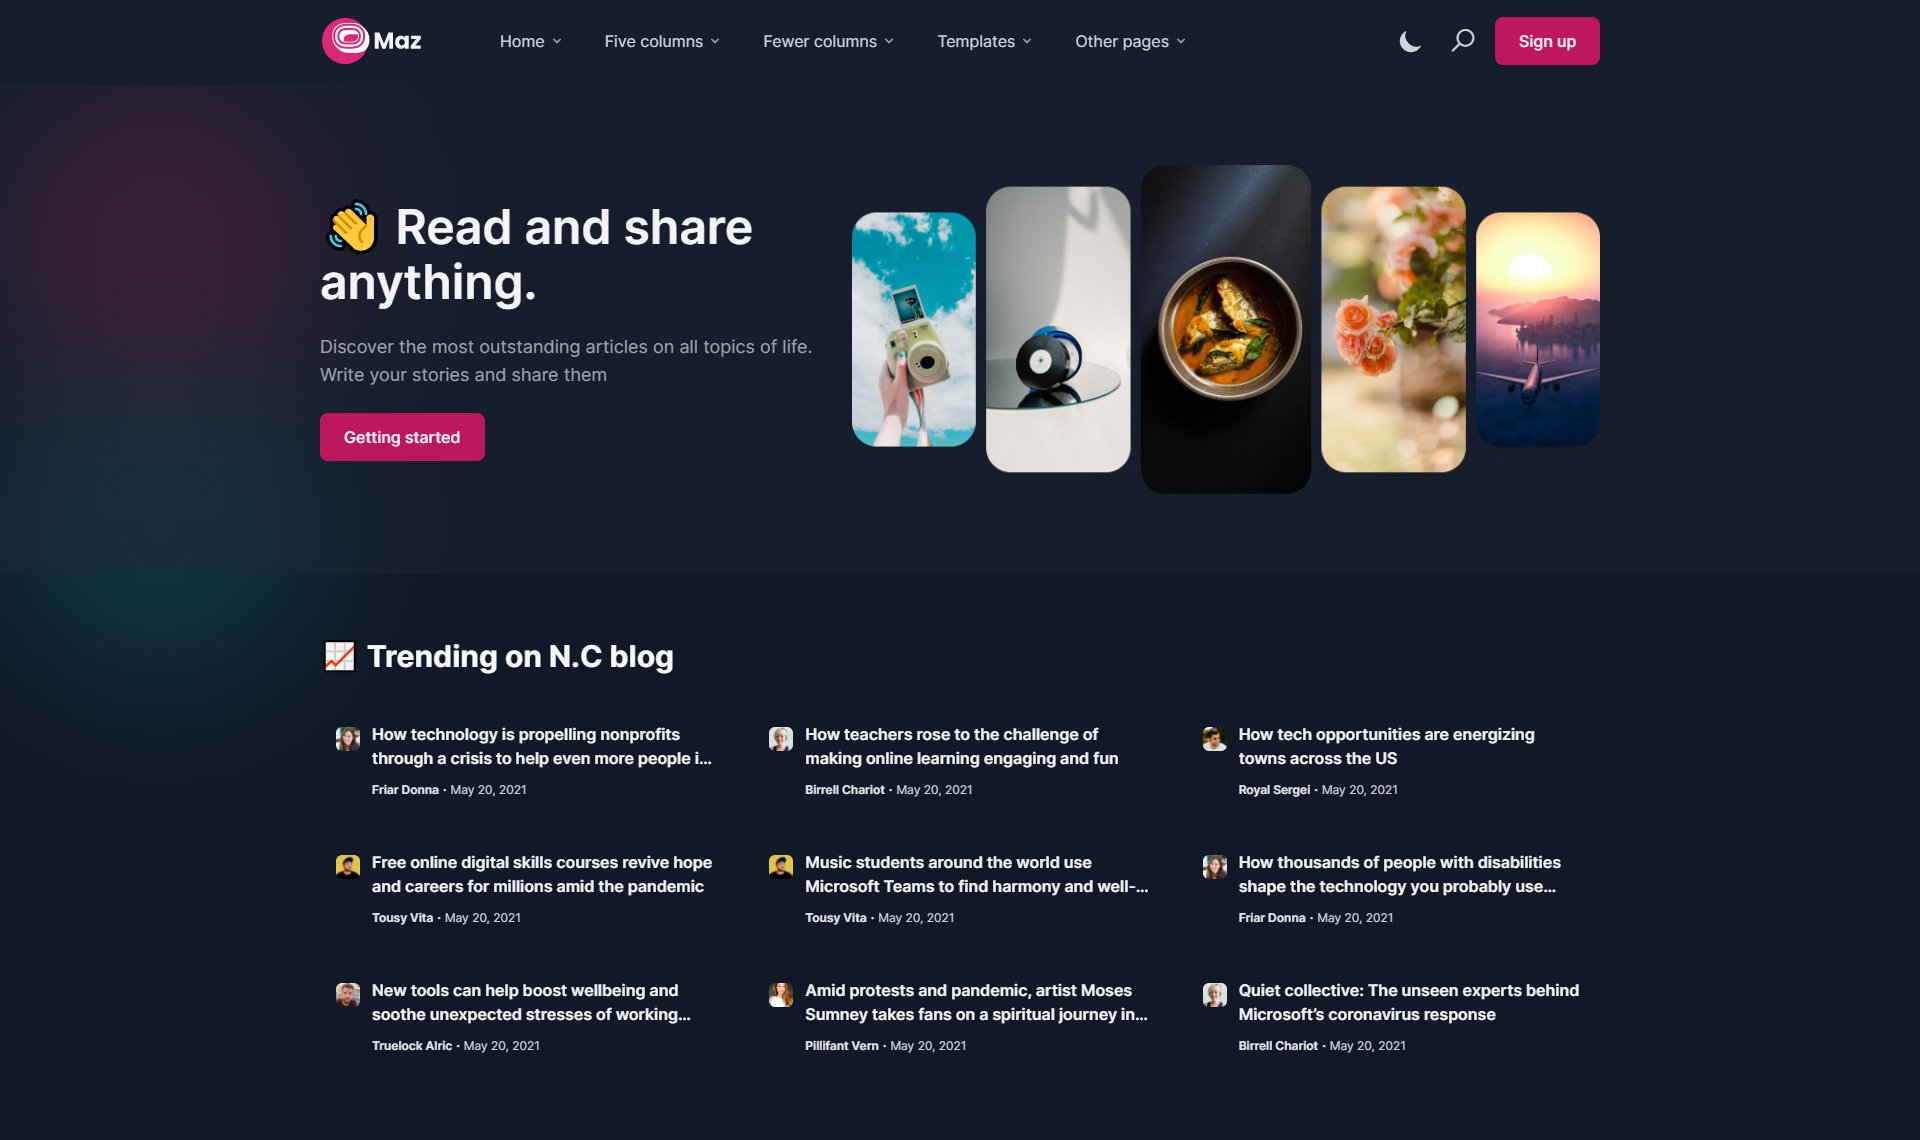 Maz
Home
Five columns
Fewer columns
Templates
Other pages
Sign up
👋 Read and share
anything.
Discover the most outstanding articles on all topics of life.
Write your stories and share them
Getting started
📈 Trending on N.C blog
How technology is propelling nonprofits
through a crisis to help even more people i...
Friar Donna · May 20, 2021
How teachers rose to the challenge of
making online learning engaging and fun
Birrell Chariot · May 20, 2021
How tech opportunities are energizing
towns across the US
Royal Sergei · May 20, 2021
Free online digital skills courses revive hope
and careers for millions amid the pandemic
Tousy Vita · May 20, 2021
Music students around the world use
Microsoft Teams to find harmony and well-...
Tousy Vita · May 20, 2021
How thousands of people with disabilities
shape the technology you probably use...
Friar Donna · May 20, 2021
New tools can help boost wellbeing and
soothe unexpected stresses of working...
Truelock Alric · May 20, 2021
Amid protests and pandemic, artist Moses
Sumney takes fans on a spiritual journey in...
Pillifant Vern · May 20, 2021
Quiet collective: The unseen experts behind
Microsoft’s coronavirus response
Birrell Chariot · May 20, 2021